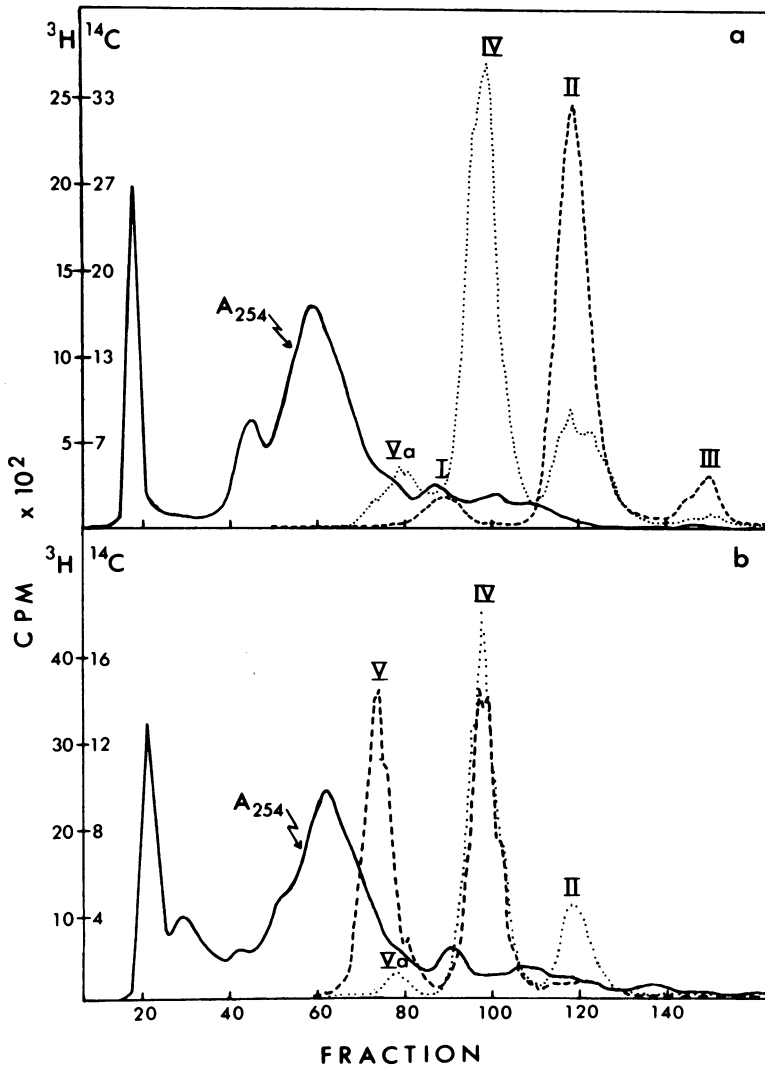 ³H ¹⁴C a
IV
II
25 33
20 27
A₂₅₄
15 20
10 13
5 7
Va
I
III
CPM x 10²
³H ¹⁴C b
IV
40 16
V
30 12
A₂₅₄
20 8
II
10 4
Va
20 40 60 80 100 120 140
FRACTION